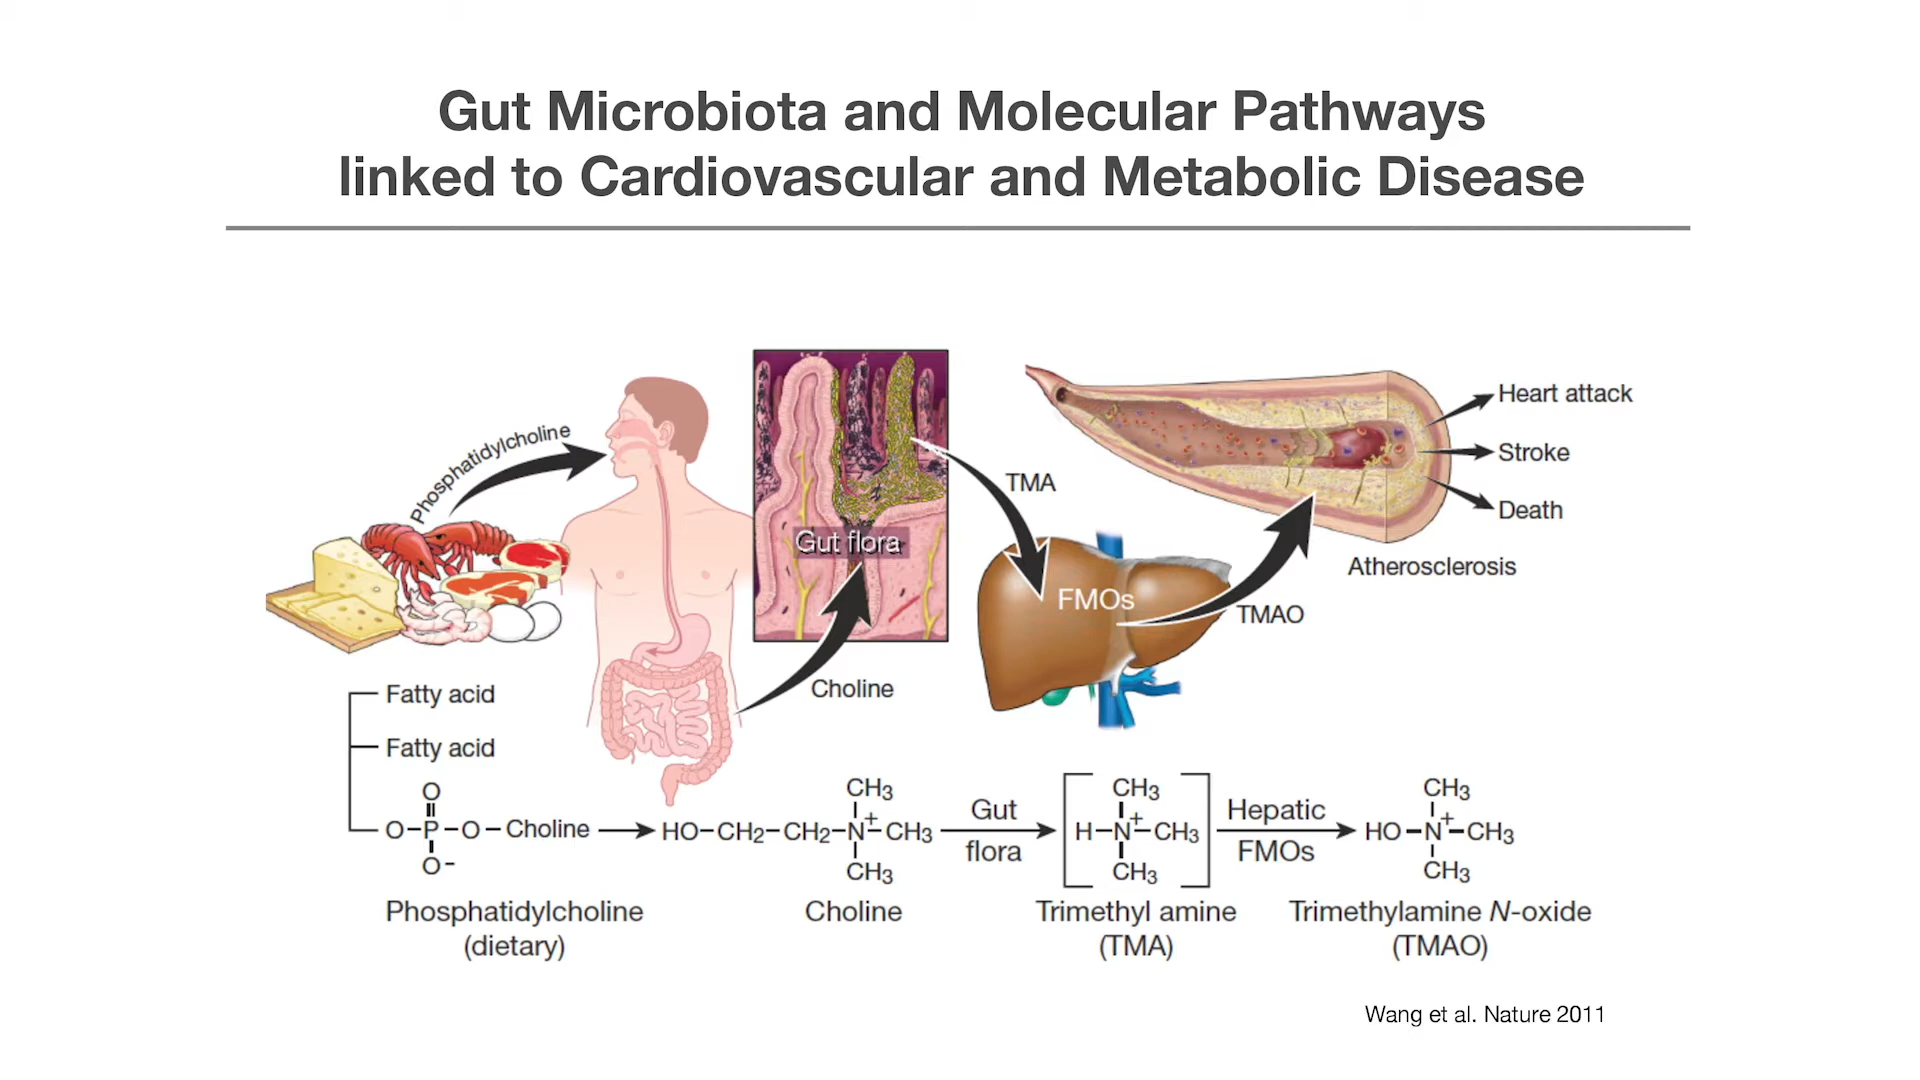 Gut Microbiota and Molecular Pathways
linked to Cardiovascular and Metabolic Disease
Phosphatidylcholine
Gut flora
Choline
TMA
FMOs
TMAO
Heart attack
Stroke
Death
Atherosclerosis
Fatty acid
Fatty acid
O
O–P–O–Choline
O-
Phosphatidylcholine
(dietary)
CH3
HO–CH2–CH2–N+–CH3
CH3
Choline
Gut
flora
CH3
H–N+–CH3
CH3
Trimethyl amine
(TMA)
Hepatic
FMOs
CH3
HO–N+–CH3
CH3
Trimethylamine N-oxide
(TMAO)
Wang et al. Nature 2011